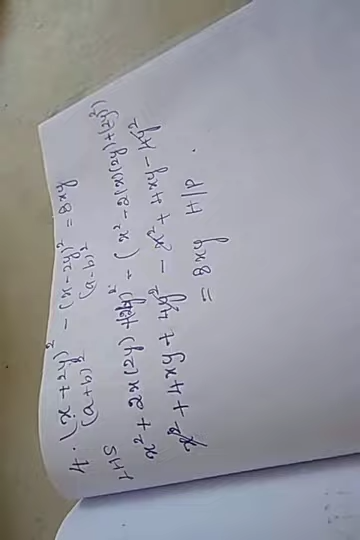 4. (x+2y)² - (x-2y)² = 8xy
(a+b)² (a-b)²
LHS
x²+2x(2y)+(2y)² - (x²-2(x)(2y)+(2y)²)
x²+4xy+4y² - x²+4xy-4y²
= 8xy H/P.